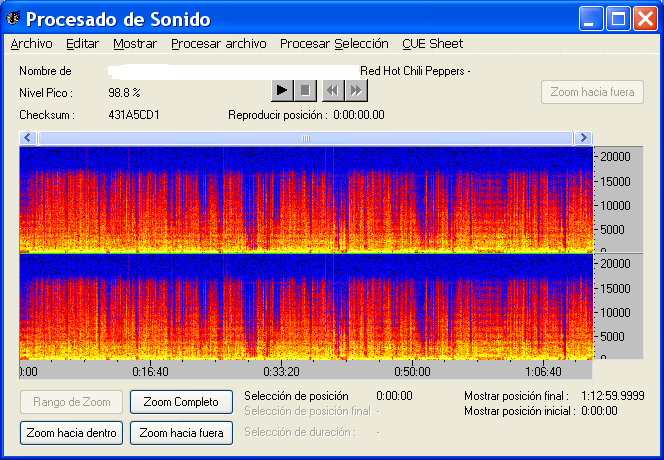 Procesado de Sonido
Archivo Editar Mostrar Procesar archivo Procesar Selección CUE Sheet
Nombre de Red Hot Chili Peppers -
Nivel Pico : 98.8 %
Zoom hacia fuera
Checksum : 431A5CD1 Reproducir posición : 0:00:00.00
20000
15000
10000
5000
0
20000
15000
10000
5000
0
0:00 0:16:40 0:33:20 0:50:00 1:06:40
Rango de Zoom Zoom Completo Selección de posición 0:00:00 Mostrar posición final : 1:12:59.9999
Selección de posición final - Mostrar posición inicial : 0:00:00
Zoom hacia dentro Zoom hacia fuera Selección de duración : -